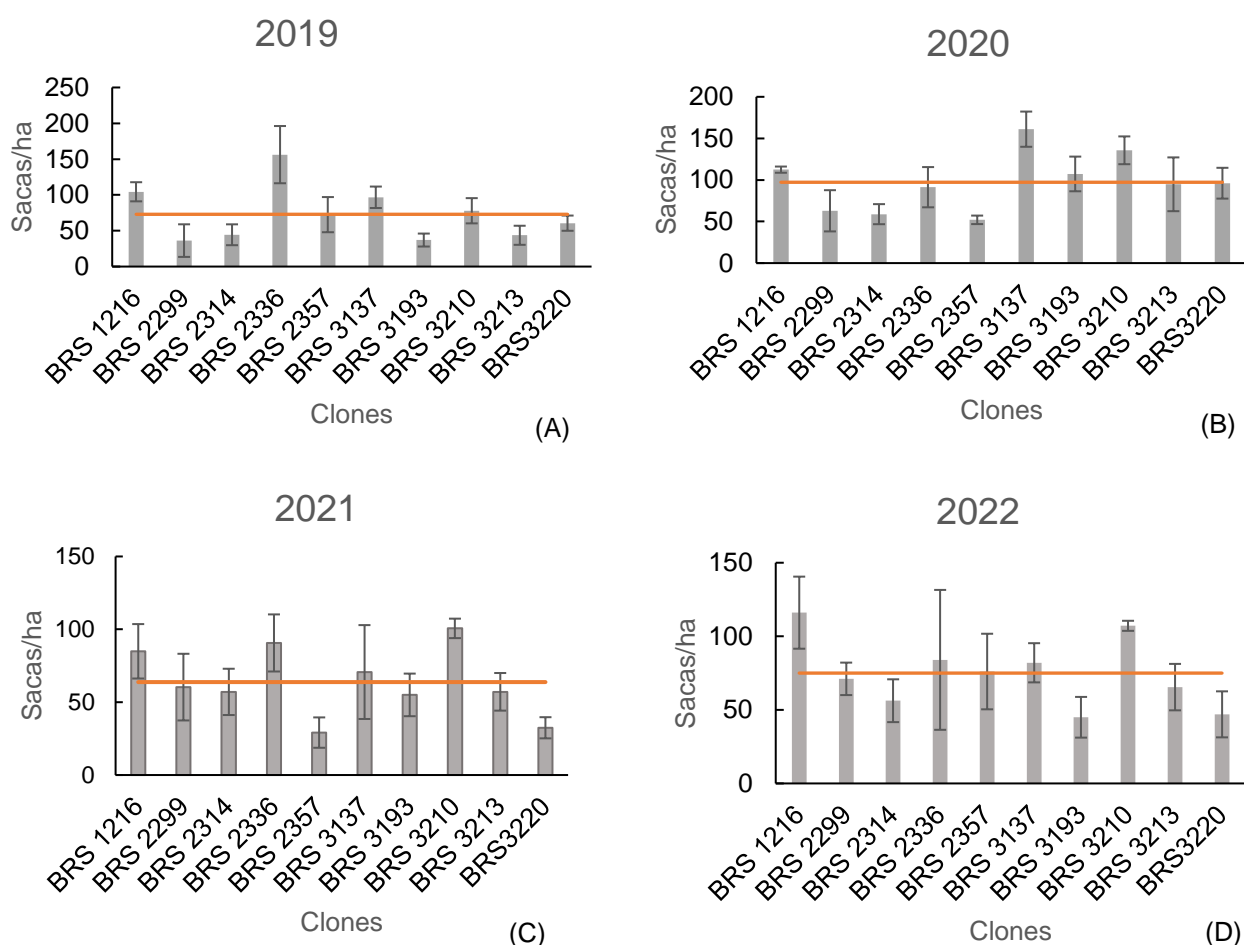 2019
Sacas/ha
250
200
150
100
50
0
BRS 1216
BRS 2299
BRS 2314
BRS 2336
BRS 2357
BRS 3137
BRS 3193
BRS 3210
BRS 3213
BRS3220
Clones
(A)
2020
Sacas/ha
200
150
100
50
0
BRS 1216
BRS 2299
BRS 2314
BRS 2336
BRS 2357
BRS 3137
BRS 3193
BRS 3210
BRS 3213
BRS3220
Clones
(B)
2021
Sacas/ha
150
100
50
0
BRS 1216
BRS 2299
BRS 2314
BRS 2336
BRS 2357
BRS 3137
BRS 3193
BRS 3210
BRS 3213
BRS3220
Clones
(C)
2022
Sacas/ha
150
100
50
0
BRS 1216
BRS 2299
BRS 2314
BRS 2336
BRS 2357
BRS 3137
BRS 3193
BRS 3210
BRS 3213
BRS3220
Clones
(D)